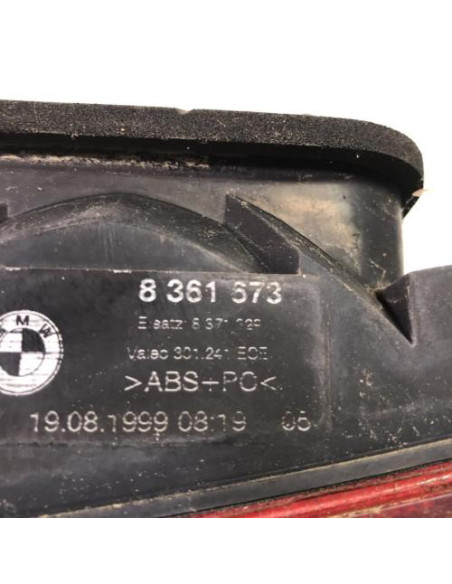 8 361 673
Ersatz: 8 371 329
BMW
Valeo 301.241 ECE
>ABS+PC<
19.08.1999 08:19 05